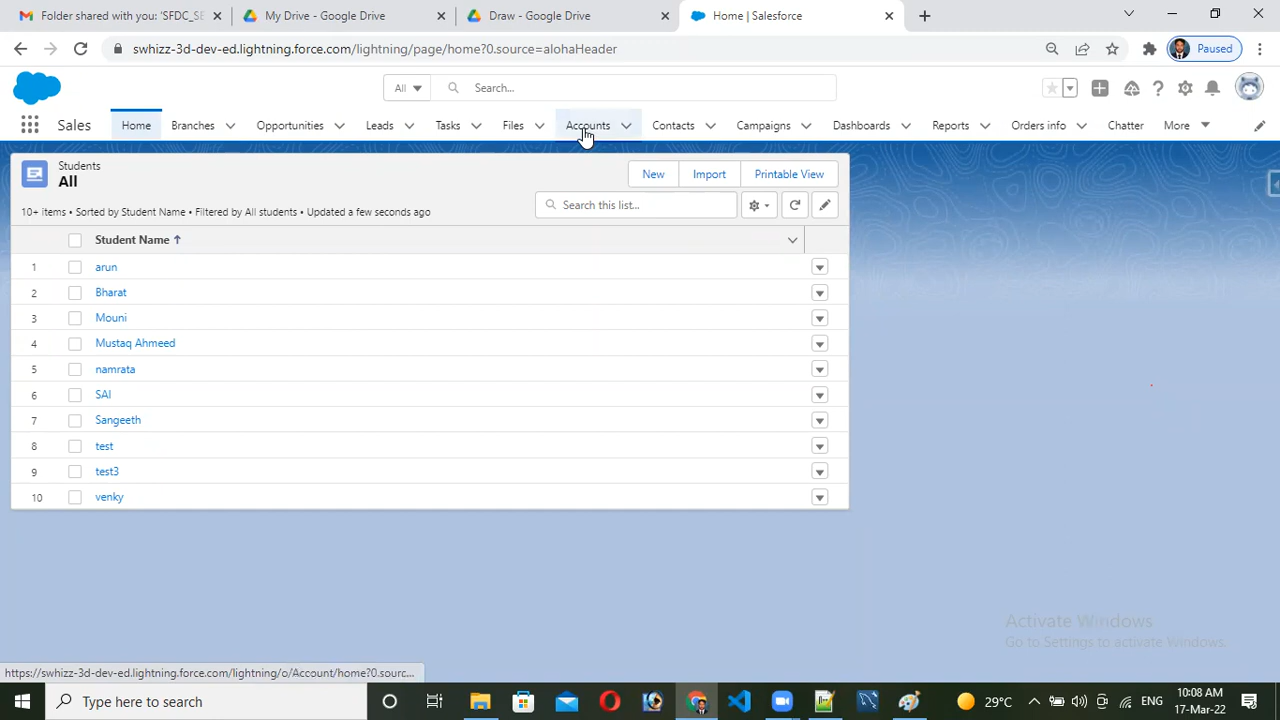 Folder shared with you: 'SFDC_SE
My Drive - Google Drive
Draw - Google Drive
Home | Salesforce
swhizz-3d-dev-ed.lightning.force.com/lightning/page/home?0.source=alohaHeader
Paused
All
Search...
Sales
Home
Branches
Opportunities
Leads
Tasks
Files
Accounts
Contacts
Campaigns
Dashboards
Reports
Orders info
Chatter
More
Students
All
New
Import
Printable View
10+ items • Sorted by Student Name • Filtered by All students • Updated a few seconds ago
Search this list...
Student Name
1 arun
2 Bharat
3 Mouni
4 Mustaq Ahmeed
5 namrata
6 SAI
7 Sangeeth
8 test
9 test3
10 venky
Activate Windows
Go to Settings to activate Windows.
https://swhizz-3d-dev-ed.lightning.force.com/lightning/o/Account/home?0.sourc...
Type here to search
29°C
ENG
10:08 AM
17-Mar-22